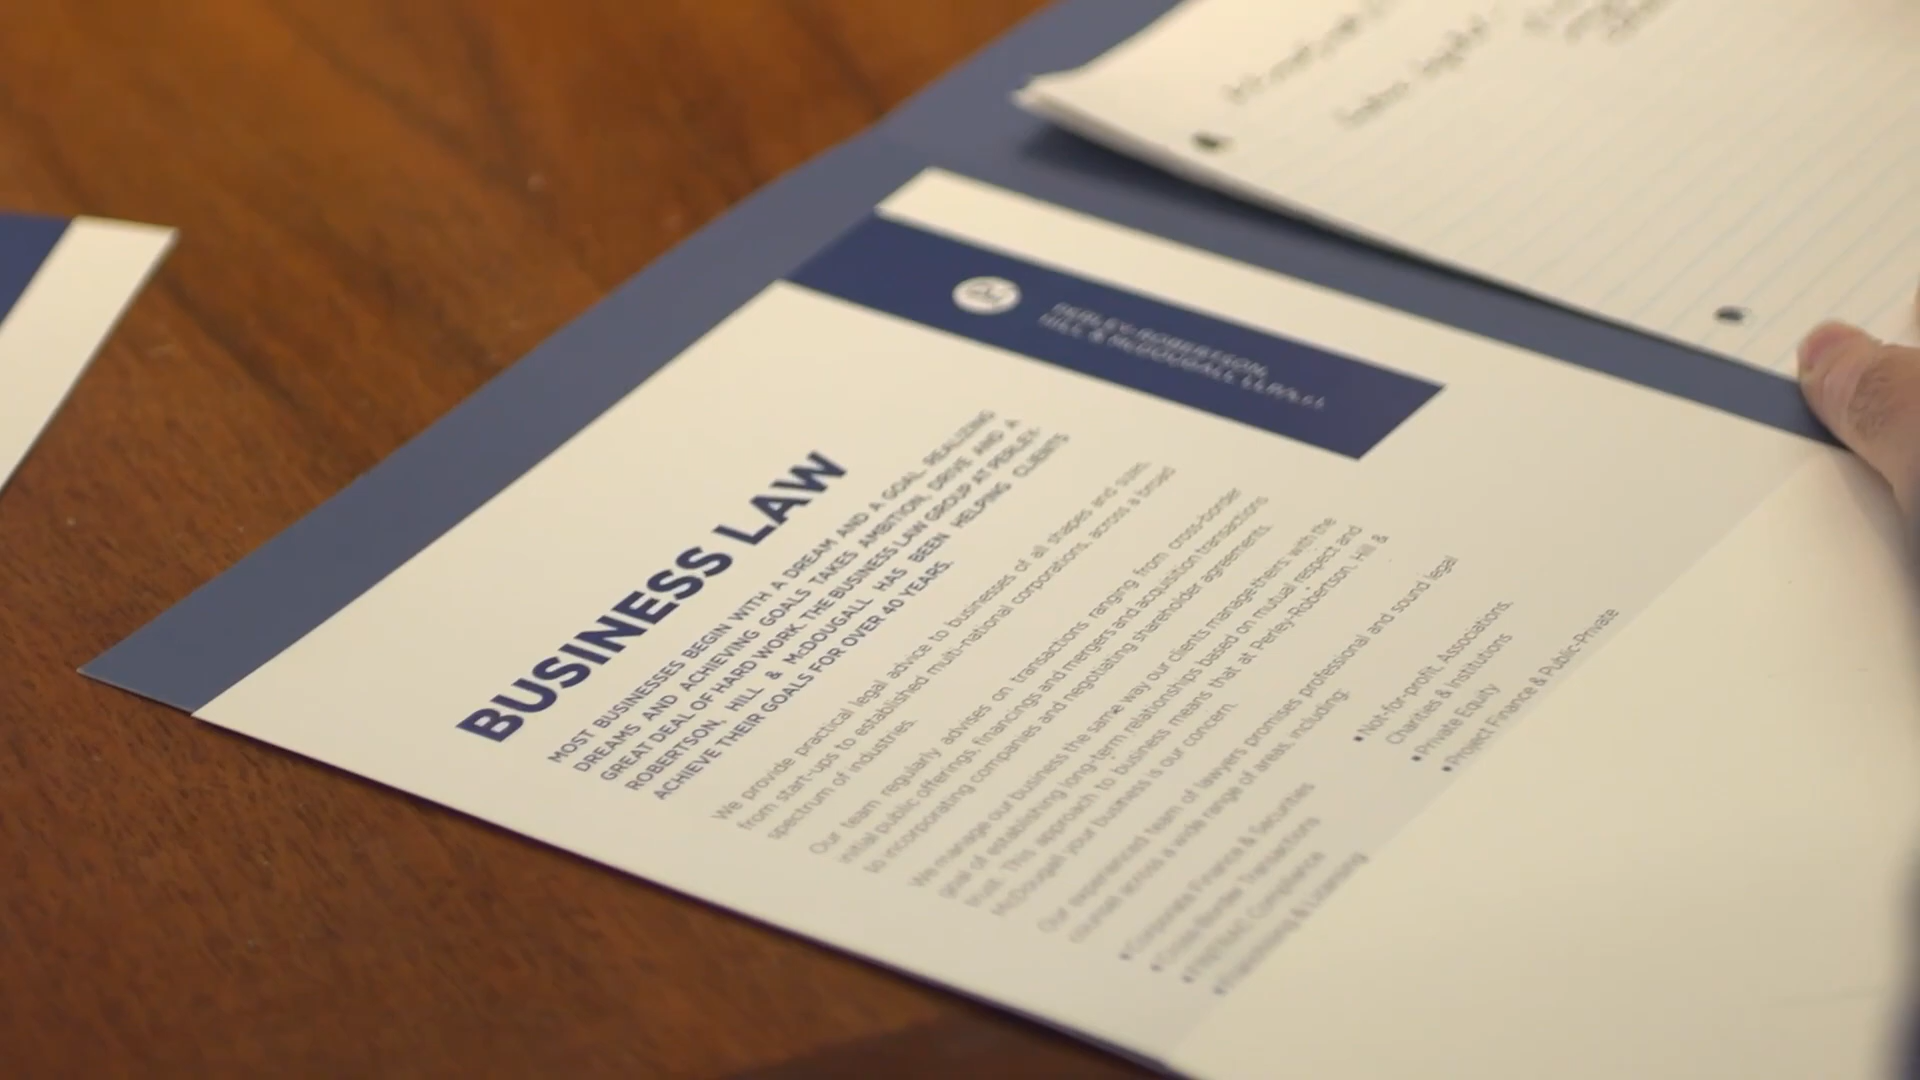 PERLEY-ROBERTSON,
HILL & McDOUGALL LLP/s.r.l.
BUSINESS LAW
MOST BUSINESSES BEGIN WITH A DREAM AND A GOAL. REALIZING
DREAMS AND ACHIEVING GOALS TAKES AMBITION, DRIVE AND A
GREAT DEAL OF HARD WORK. THE BUSINESS LAW GROUP AT PERLEY-
ROBERTSON, HILL & McDOUGALL HAS BEEN HELPING CLIENTS
ACHIEVE THEIR GOALS FOR OVER 40 YEARS.
We provide practical legal advice to businesses of all shapes and sizes
from start-ups to established multi-national corporations, across a broad
spectrum of industries.
Our team regularly advises on transactions ranging from cross-border
initial public offerings, financings and mergers and acquisition transactions
to incorporating companies and negotiating shareholder agreements.
We manage our business the same way our clients manage theirs: with the
goal of establishing long-term relationships based on mutual respect and
trust. This approach to business means that at Perley-Robertson, Hill &
McDougall your business is our concern.
Our experienced team of lawyers promises professional and sound legal
counsel across a wide range of areas, including:
• Corporate Finance & Securities
• Cross-Border Transactions
• FINTRAC Compliance
• Franchising & Licensing
• Not-for-profit, Associations,
Charities & Institutions
• Private Equity
• Project Finance & Public-Private